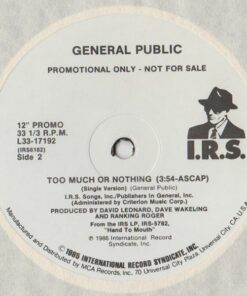 GENERAL PUBLIC
PROMOTIONAL ONLY - NOT FOR SALE
12" PROMO
33 1/3 R.P.M.
L33-17192
(IRS6182)
Side 2
I.R.S.
TOO MUCH OR NOTHING (3:54-ASCAP)
(Single Version) (General Public)
I.R.S. Songs, Inc./Publishers in General, Inc.
(Administered by Criterion Music Corp.)
PRODUCED BY DAVID LEONARD, DAVE WAKELING
AND RANKING ROGER
From the IRS LP, IRS-5782,
"Hand To Mouth"
℗ 1986 International Record
Syndicate, Inc.
© 1986 INTERNATIONAL RECORD SYNDICATE, INC.
Manufactured and Distributed by MCA Records, Inc. 70 Universal City Plaza, Universal City, CA. U.S.A.